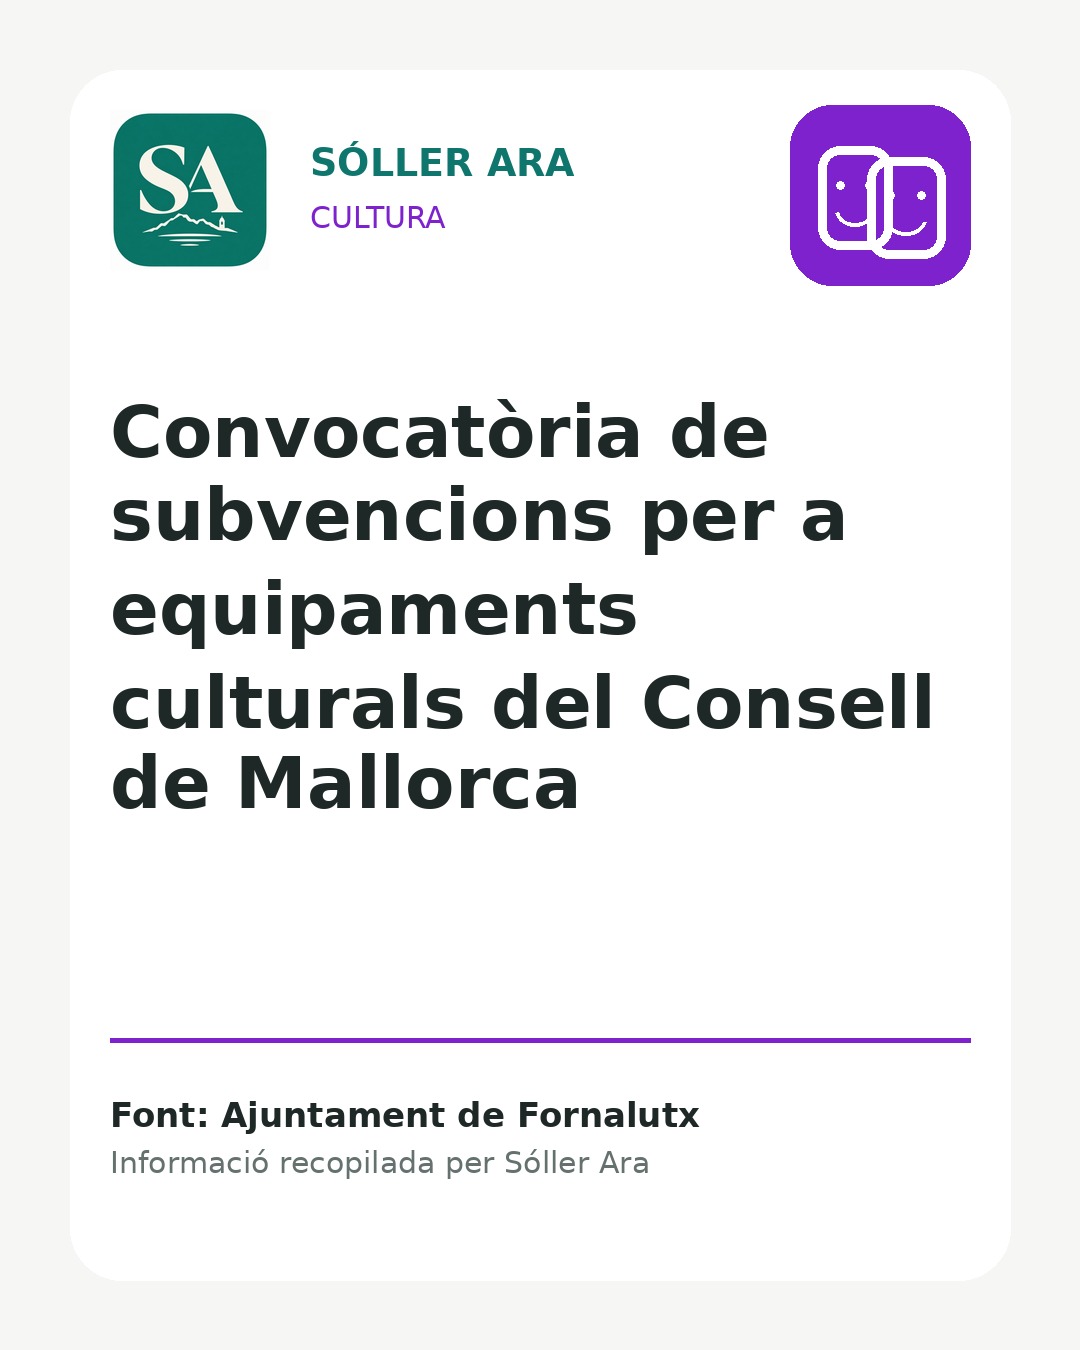 SA
SÓLLER ARA
CULTURA
Convocatòria de
subvencions per a
equipaments
culturals del Consell
de Mallorca
Font: Ajuntament de Fornalutx
Informació recopilada per Sóller Ara